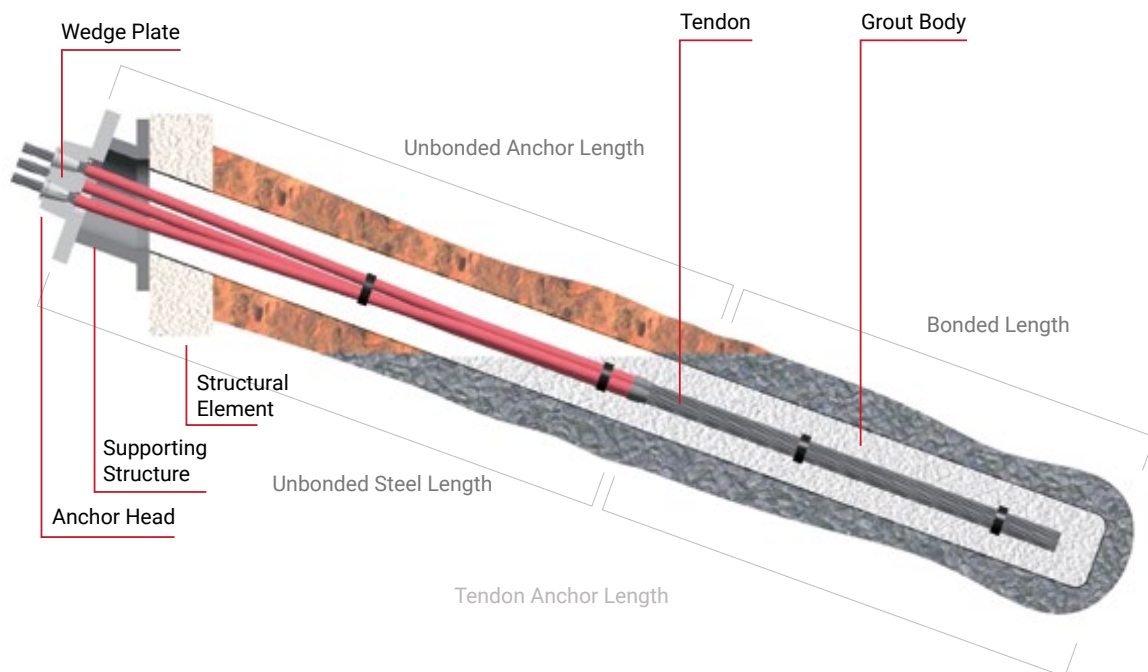 Wedge Plate
Tendon
Grout Body
Unbonded Anchor Length
Bonded Length
Structural
Element
Supporting
Structure
Unbonded Steel Length
Anchor Head
Tendon Anchor Length